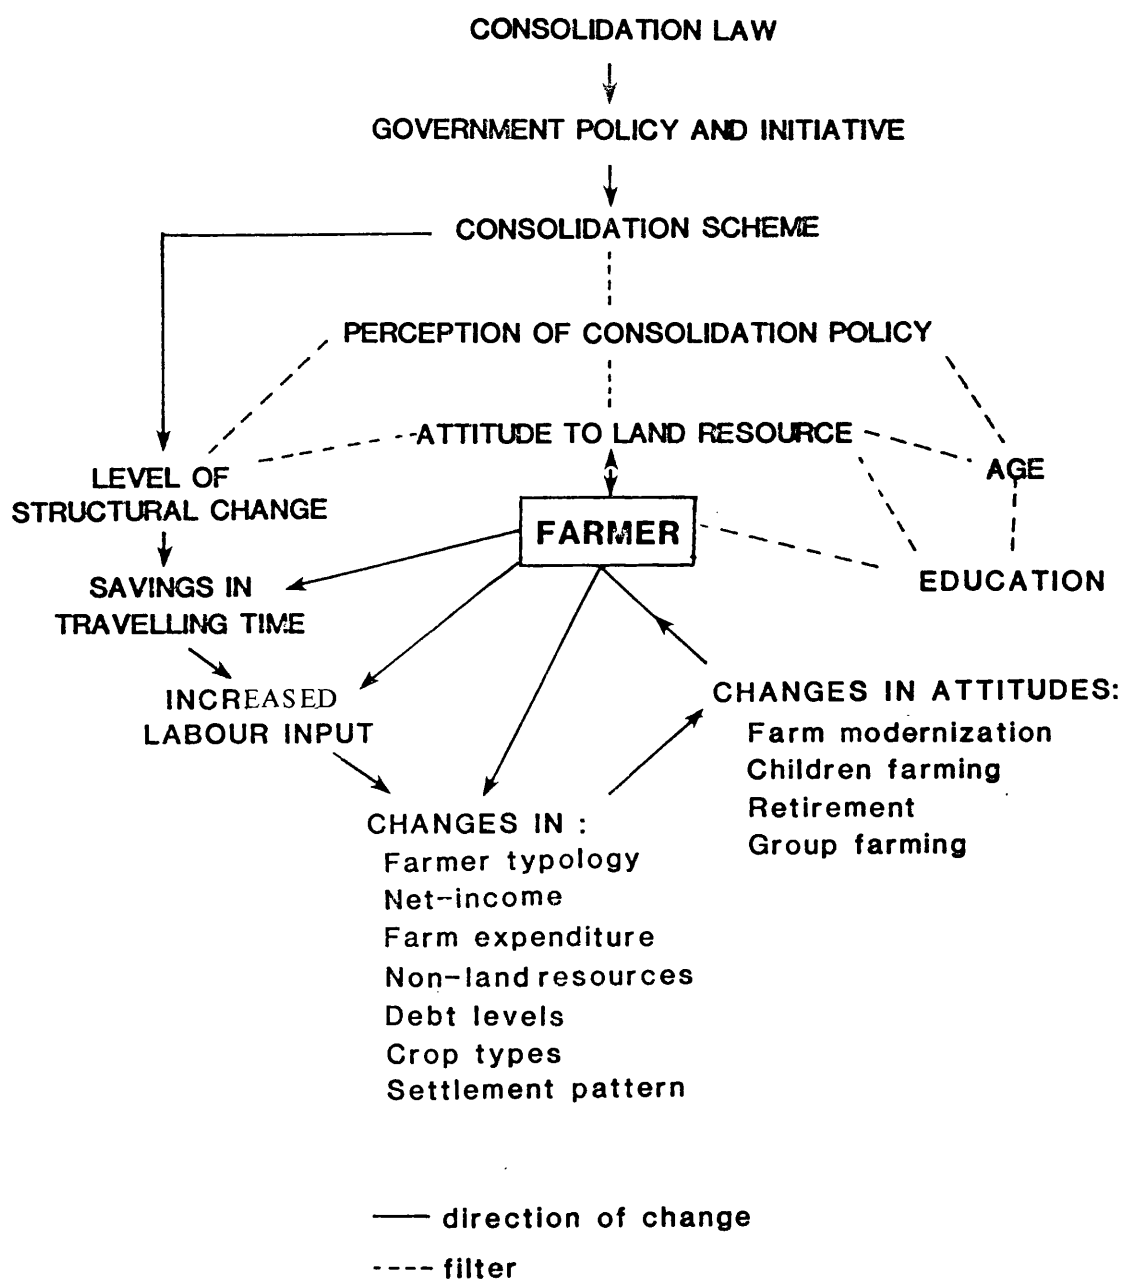 CONSOLIDATION LAW
GOVERNMENT POLICY AND INITIATIVE
CONSOLIDATION SCHEME
PERCEPTION OF CONSOLIDATION POLICY
ATTITUDE TO LAND RESOURCE
LEVEL OF
STRUCTURAL CHANGE
AGE
FARMER
EDUCATION
SAVINGS IN
TRAVELLING TIME
INCREASED
LABOUR INPUT
CHANGES IN ATTITUDES:
Farm modernization
Children farming
Retirement
Group farming
CHANGES IN :
Farmer typology
Net-income
Farm expenditure
Non-land resources
Debt levels
Crop types
Settlement pattern
direction of change
filter